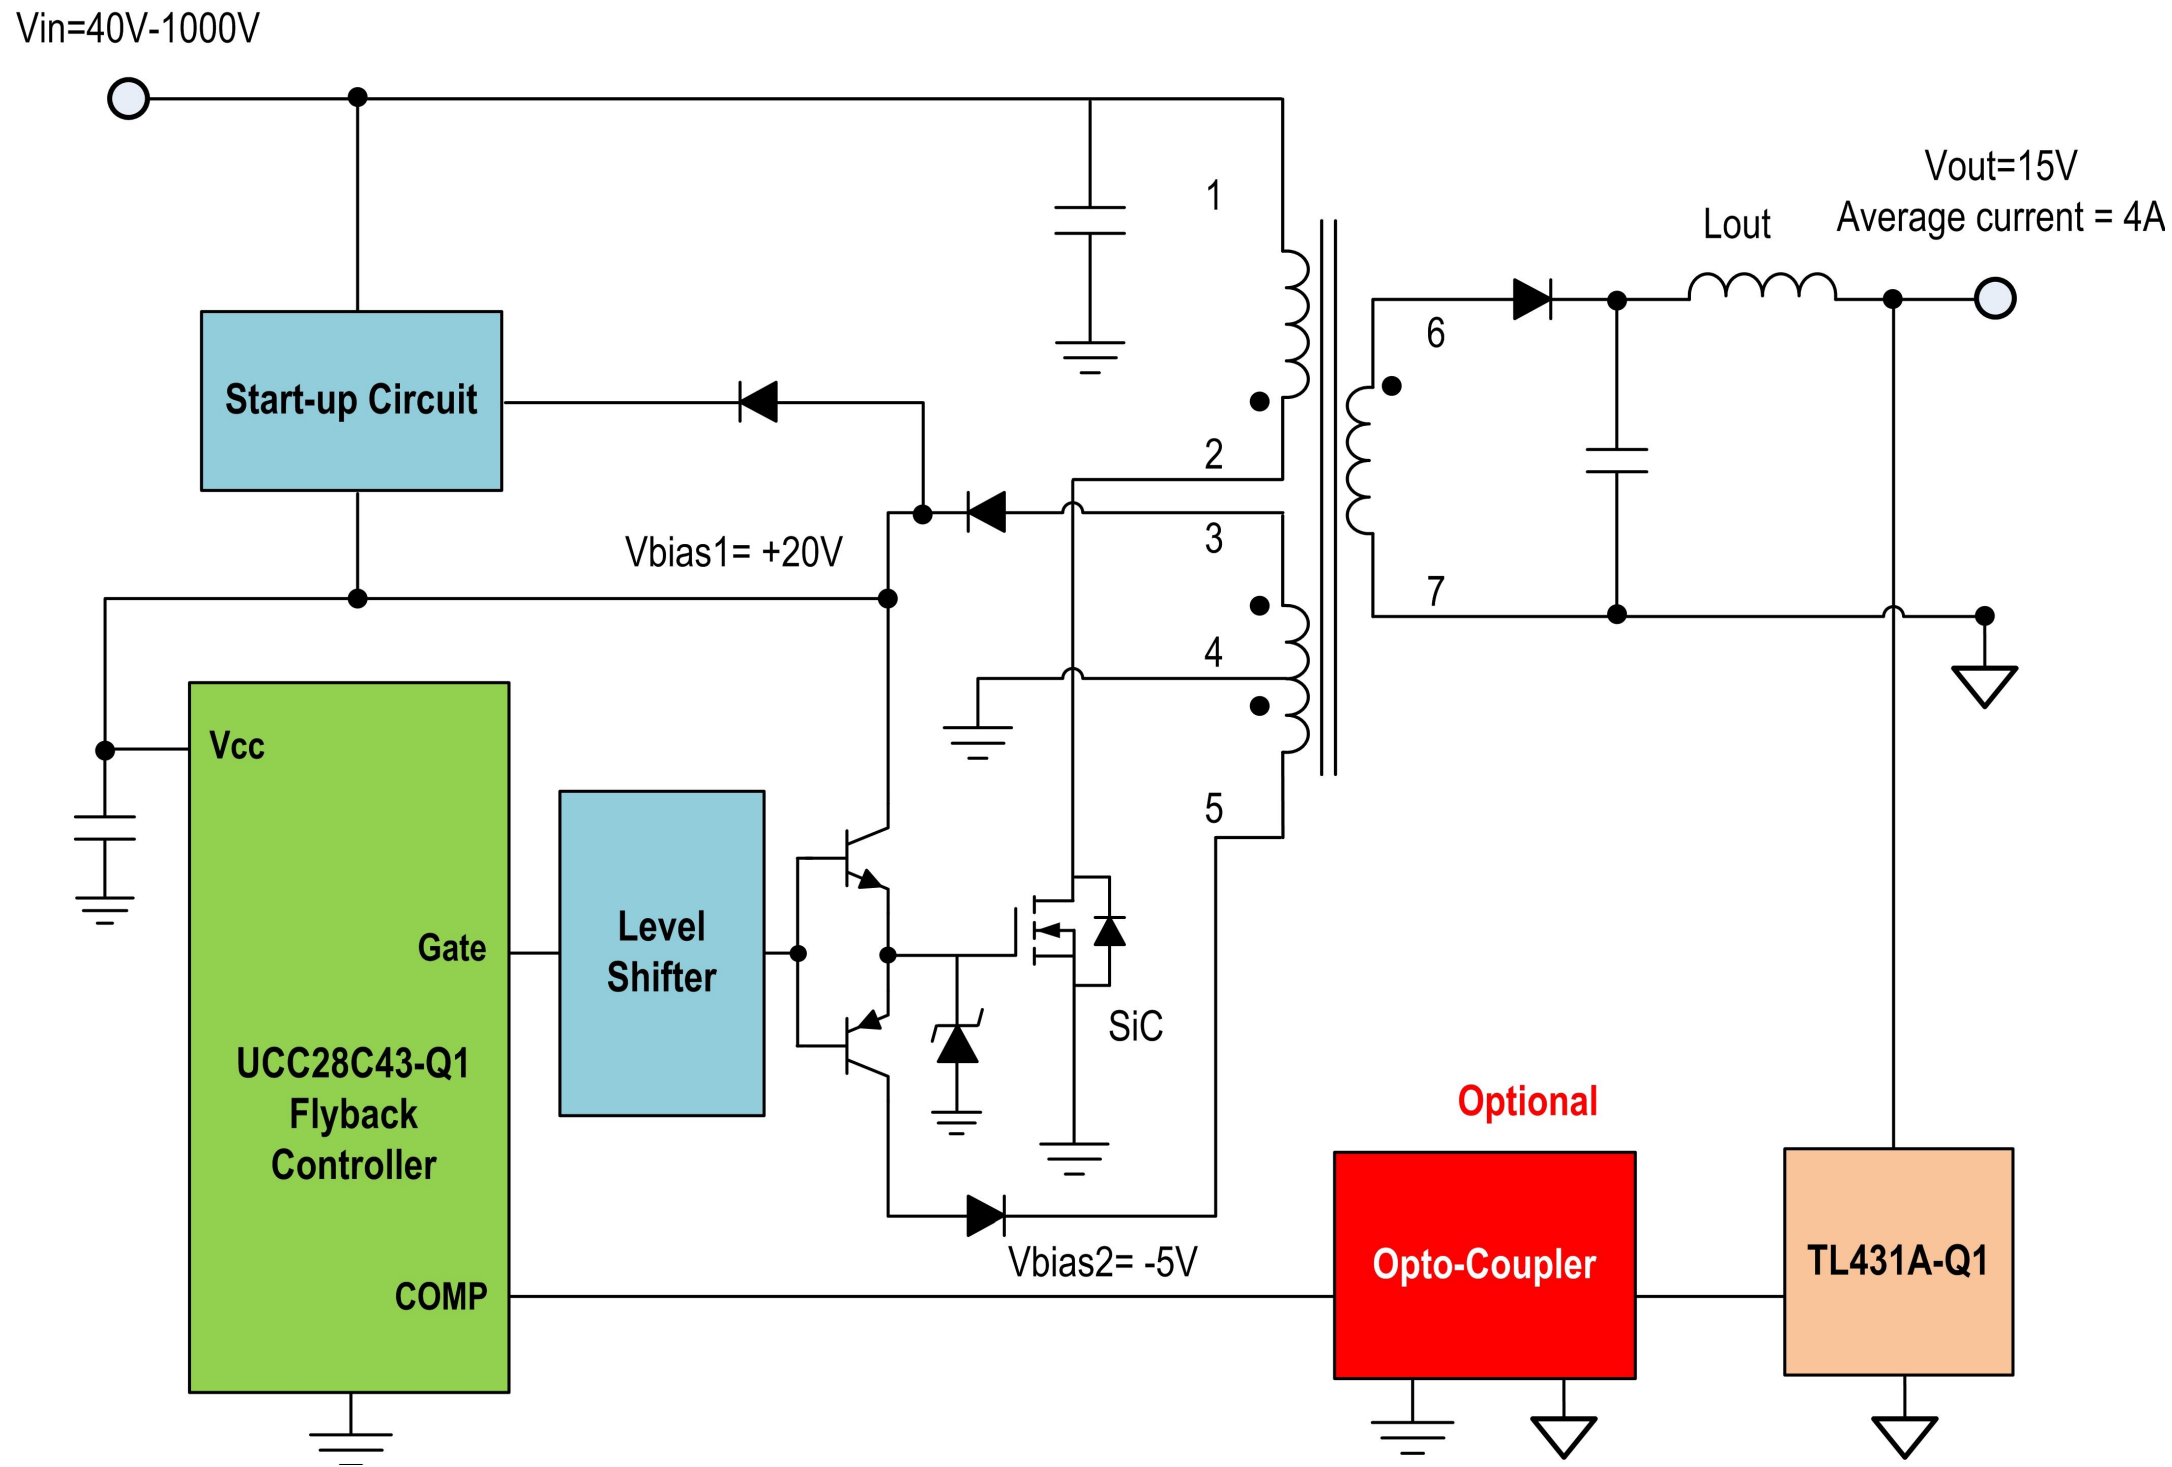 Vin=40V-1000V
Vout=15V
Average current = 4A
Lout
1
2
3
4
5
6
7
Start-up Circuit
Vbias1= +20V
Vcc
Gate
UCC28C43-Q1
Flyback
Controller
COMP
Level
Shifter
SiC
Vbias2= -5V
Optional
Opto-Coupler
TL431A-Q1